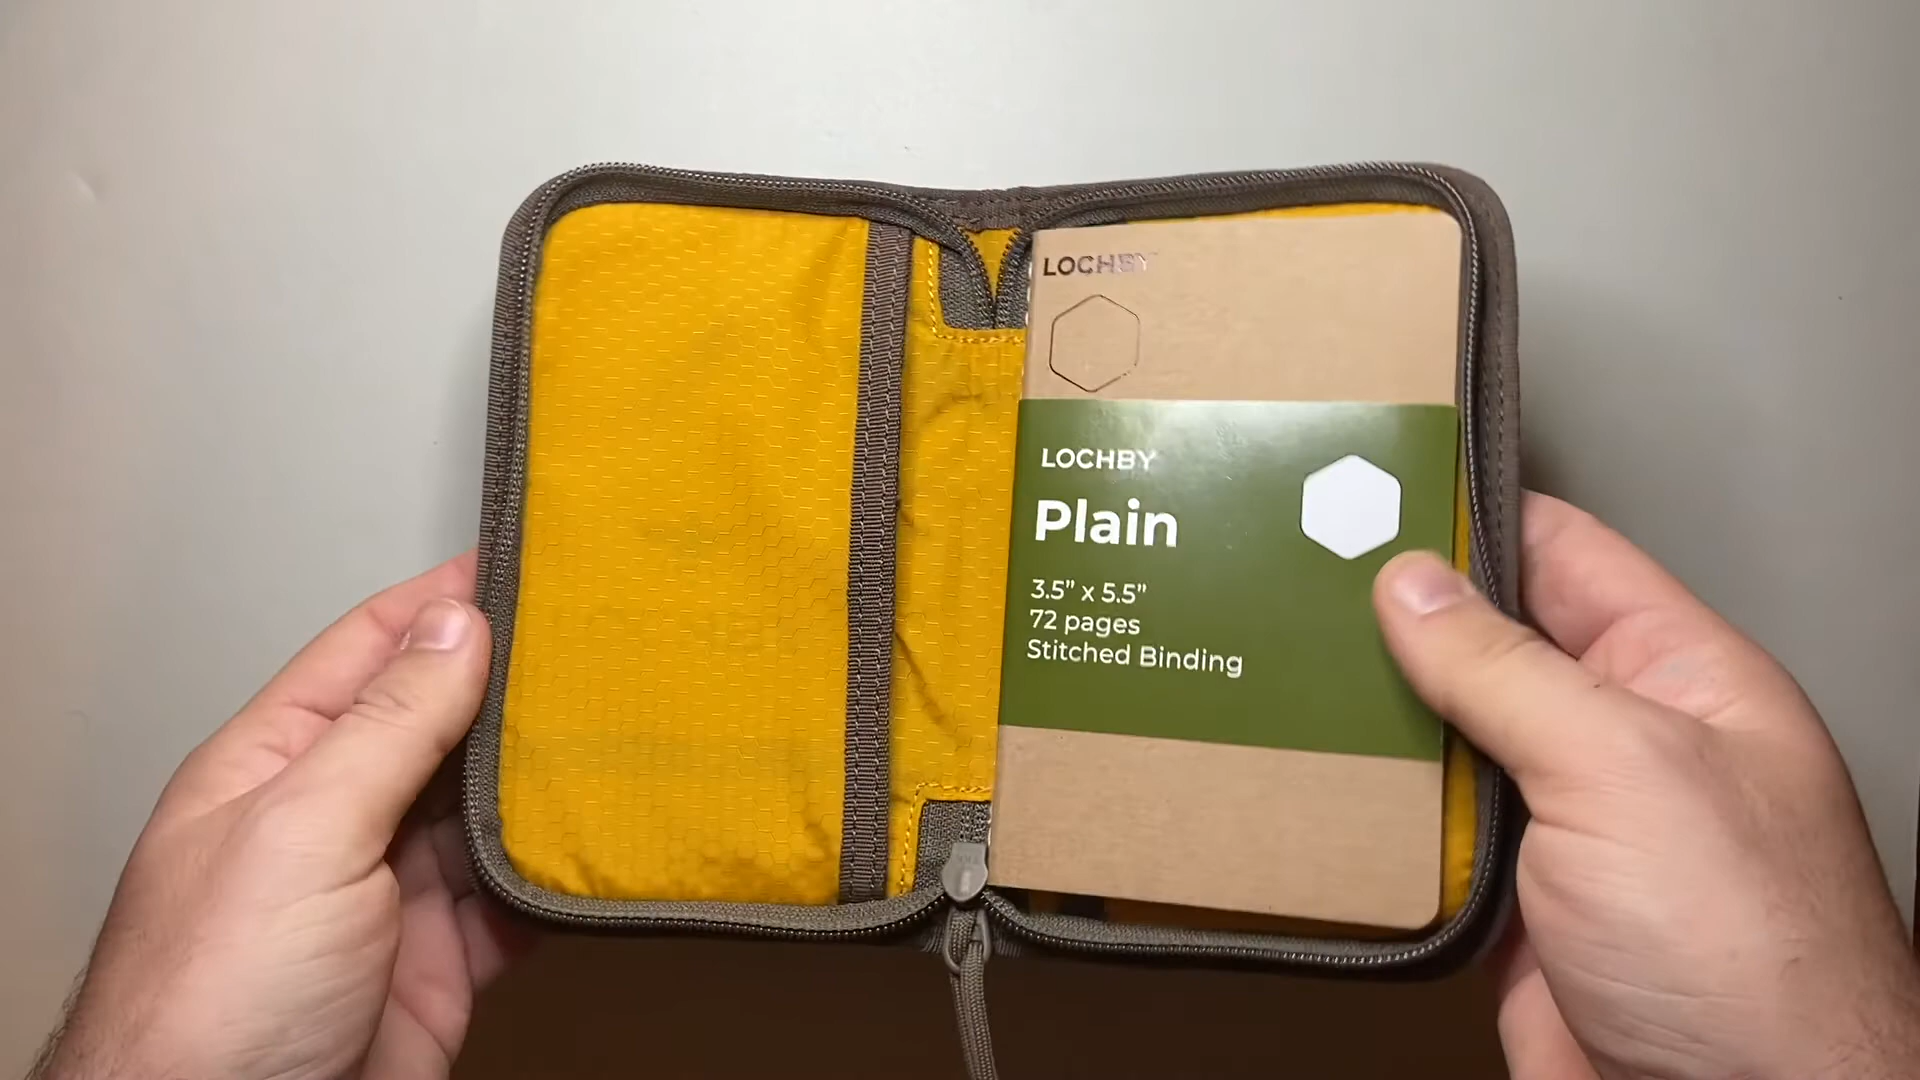 LOCHBY
LOCHBY
Plain
3.5" x 5.5"
72 pages
Stitched Binding